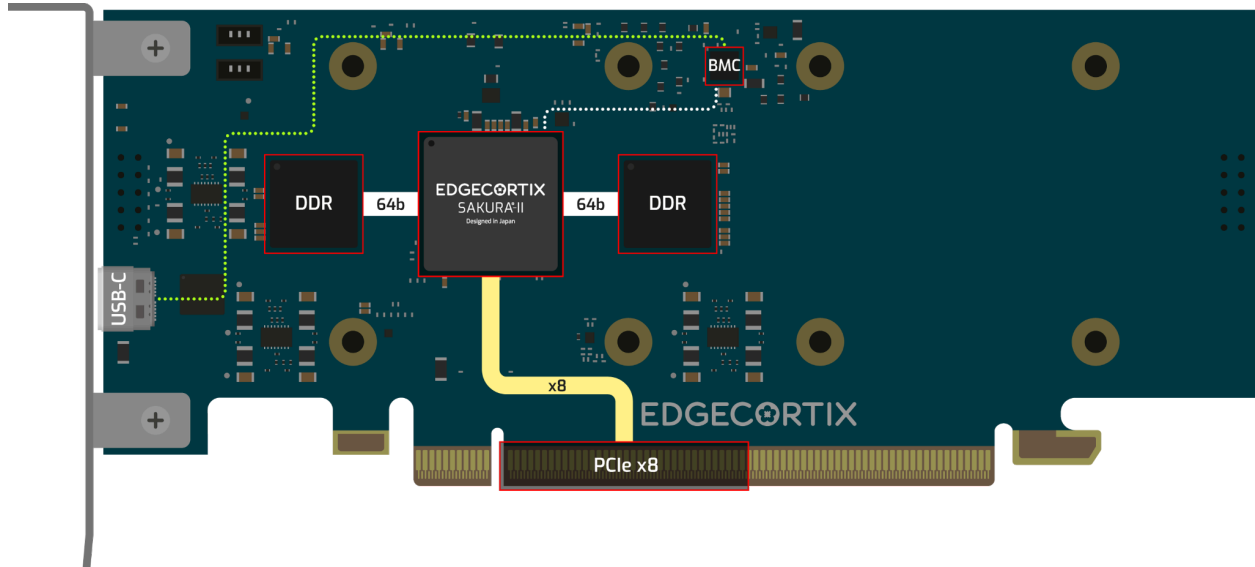 BMC
DDR
64b
EDGECORTIX
SAKURA-II
Designed in Japan
64b
DDR
USB-C
x8
EDGECORTIX
PCIe x8